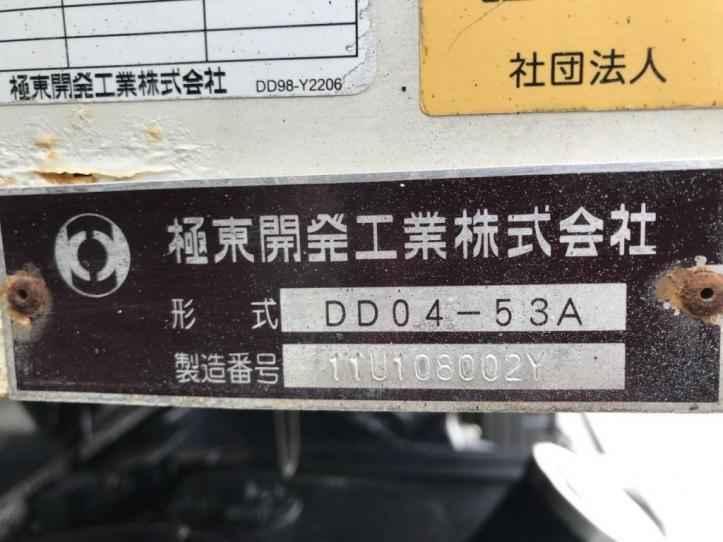 極東開発工業株式会社 DD98-Y2206
社団法人
極東開発工業株式会社
形式 DD04-53A
製造番号 11U108002Y